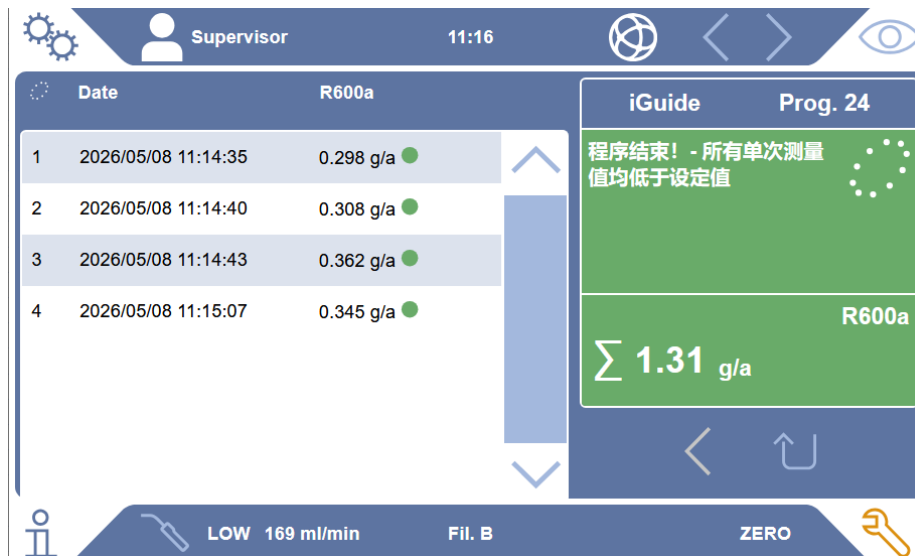 Supervisor 11:16
Date R600a
1 2026/05/08 11:14:35 0.298 g/a
2 2026/05/08 11:14:40 0.308 g/a
3 2026/05/08 11:14:43 0.362 g/a
4 2026/05/08 11:15:07 0.345 g/a
iGuide Prog. 24
程序结束！- 所有单次测量
值均低于设定值
R600a
∑ 1.31 g/a
LOW 169 ml/min Fil. B ZERO